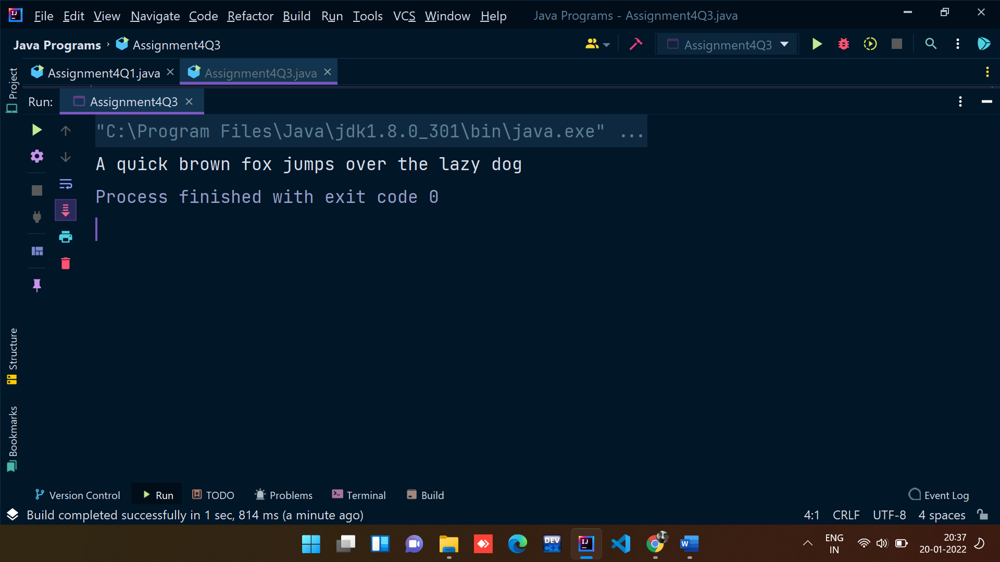 File Edit View Navigate Code Refactor Build Run Tools VCS Window Help Java Programs - Assignment4Q3.java
Java Programs › Assignment4Q3 Assignment4Q3
Project
Assignment4Q1.java Assignment4Q3.java
Run: Assignment4Q3
"C:\Program Files\Java\jdk1.8.0_301\bin\java.exe" ...
A quick brown fox jumps over the lazy dog
Process finished with exit code 0
Structure
Bookmarks
Version Control Run TODO Problems Terminal Build Event Log
Build completed successfully in 1 sec, 814 ms (a minute ago) 4:1 CRLF UTF-8 4 spaces
DEV C++ IJ W
ENG 20:37
IN 20-01-2022